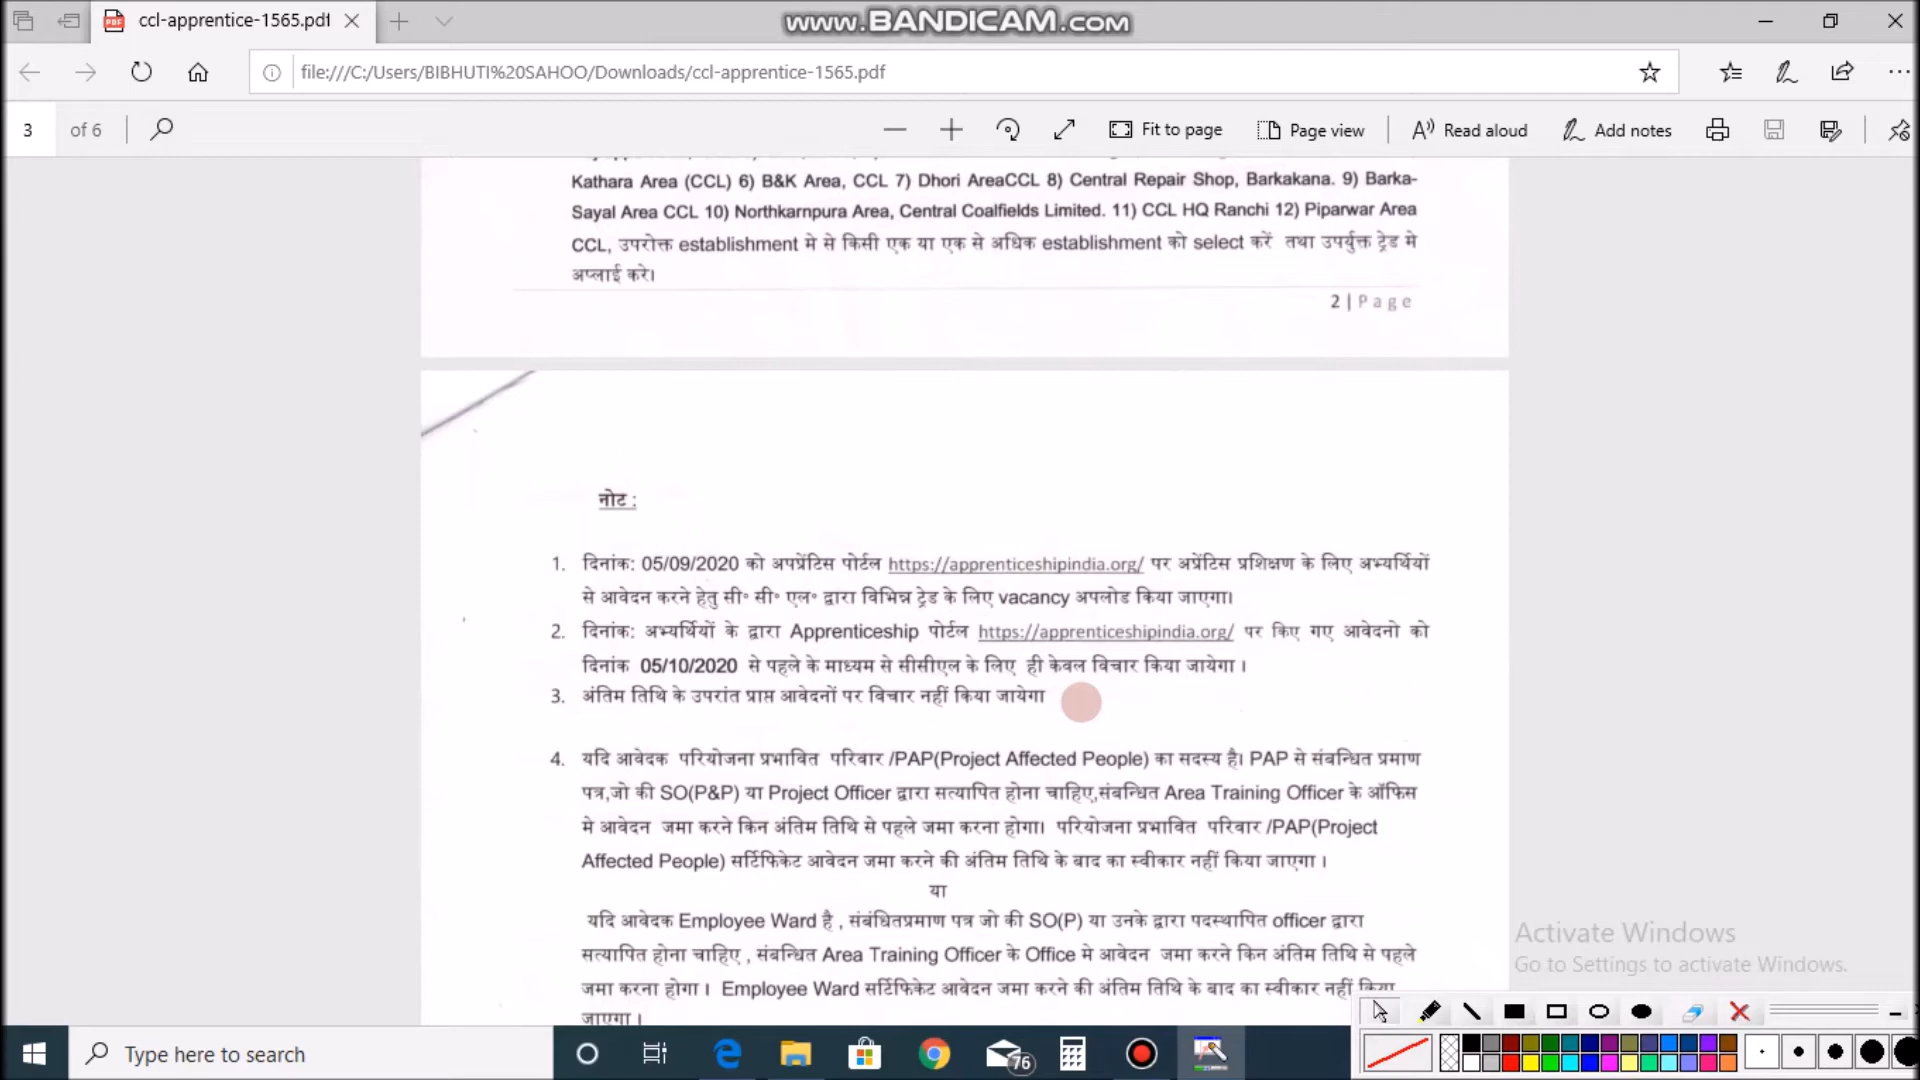 ccl-apprentice-1565.pdf
www.BANDICAM.com
file:///C:/Users/BIBHUTI%20SAHOO/Downloads/ccl-apprentice-1565.pdf
3 of 6
Fit to page
Page view
Read aloud
Add notes
Kathara Area (CCL) 6) B&K Area, CCL 7) Dhori AreaCCL 8) Central Repair Shop, Barkakana. 9) Barka-
Sayal Area CCL 10) Northkarnpura Area, Central Coalfields Limited. 11) CCL HQ Ranchi 12) Piparwar Area
CCL, उपरोक्त establishment मे से किसी एक या एक से अधिक establishment को select करें तथा उपर्युक्त ट्रेड मे
अप्लाई करे।
2 | Page
नोट :
1. दिनांक: 05/09/2020 को अपप्रेंटिस पोर्टल https://apprenticeshipindia.org/ पर अप्रेंटिस प्रशिक्षण के लिए अभ्यर्थियों
से आवेदन करने हेतु सी॰ सी॰ एल॰ द्वारा विभिन्न ट्रेड के लिए vacancy अपलोड किया जाएगा।
2. दिनांक: अभ्यर्थियों के द्वारा Apprenticeship पोर्टल https://apprenticeshipindia.org/ पर किए गए आवेदनो को
दिनांक 05/10/2020 से पहले के माध्यम से सीसीएल के लिए ही केवल विचार किया जायेगा ।
3. अंतिम तिथि के उपरांत प्राप्त आवेदनों पर विचार नहीं किया जायेगा
4. यदि आवेदक परियोजना प्रभावित परिवार /PAP(Project Affected People) का सदस्य है। PAP से संबन्धित प्रमाण
पत्र,जो की SO(P&P) या Project Officer द्वारा सत्यापित होना चाहिए,संबन्धित Area Training Officer के ऑफिस
मे आवेदन जमा करने किन अंतिम तिथि से पहले जमा करना होगा। परियोजना प्रभावित परिवार /PAP(Project
Affected People) सर्टिफिकेट आवेदन जमा करने की अंतिम तिथि के बाद का स्वीकार नहीं किया जाएगा ।
या
यदि आवेदक Employee Ward है , संबंधितप्रमाण पत्र जो की SO(P) या उनके द्वारा पदस्थापित officer द्वारा
सत्यापित होना चाहिए , संबन्धित Area Training Officer के Office मे आवेदन जमा करने किन अंतिम तिथि से पहले
जमा करना होगा । Employee Ward सर्टिफिकेट आवेदन जमा करने की अंतिम तिथि के बाद का स्वीकार नहीं किया
जाएगा ।
Activate Windows
Go to Settings to activate Windows.
Type here to search
76